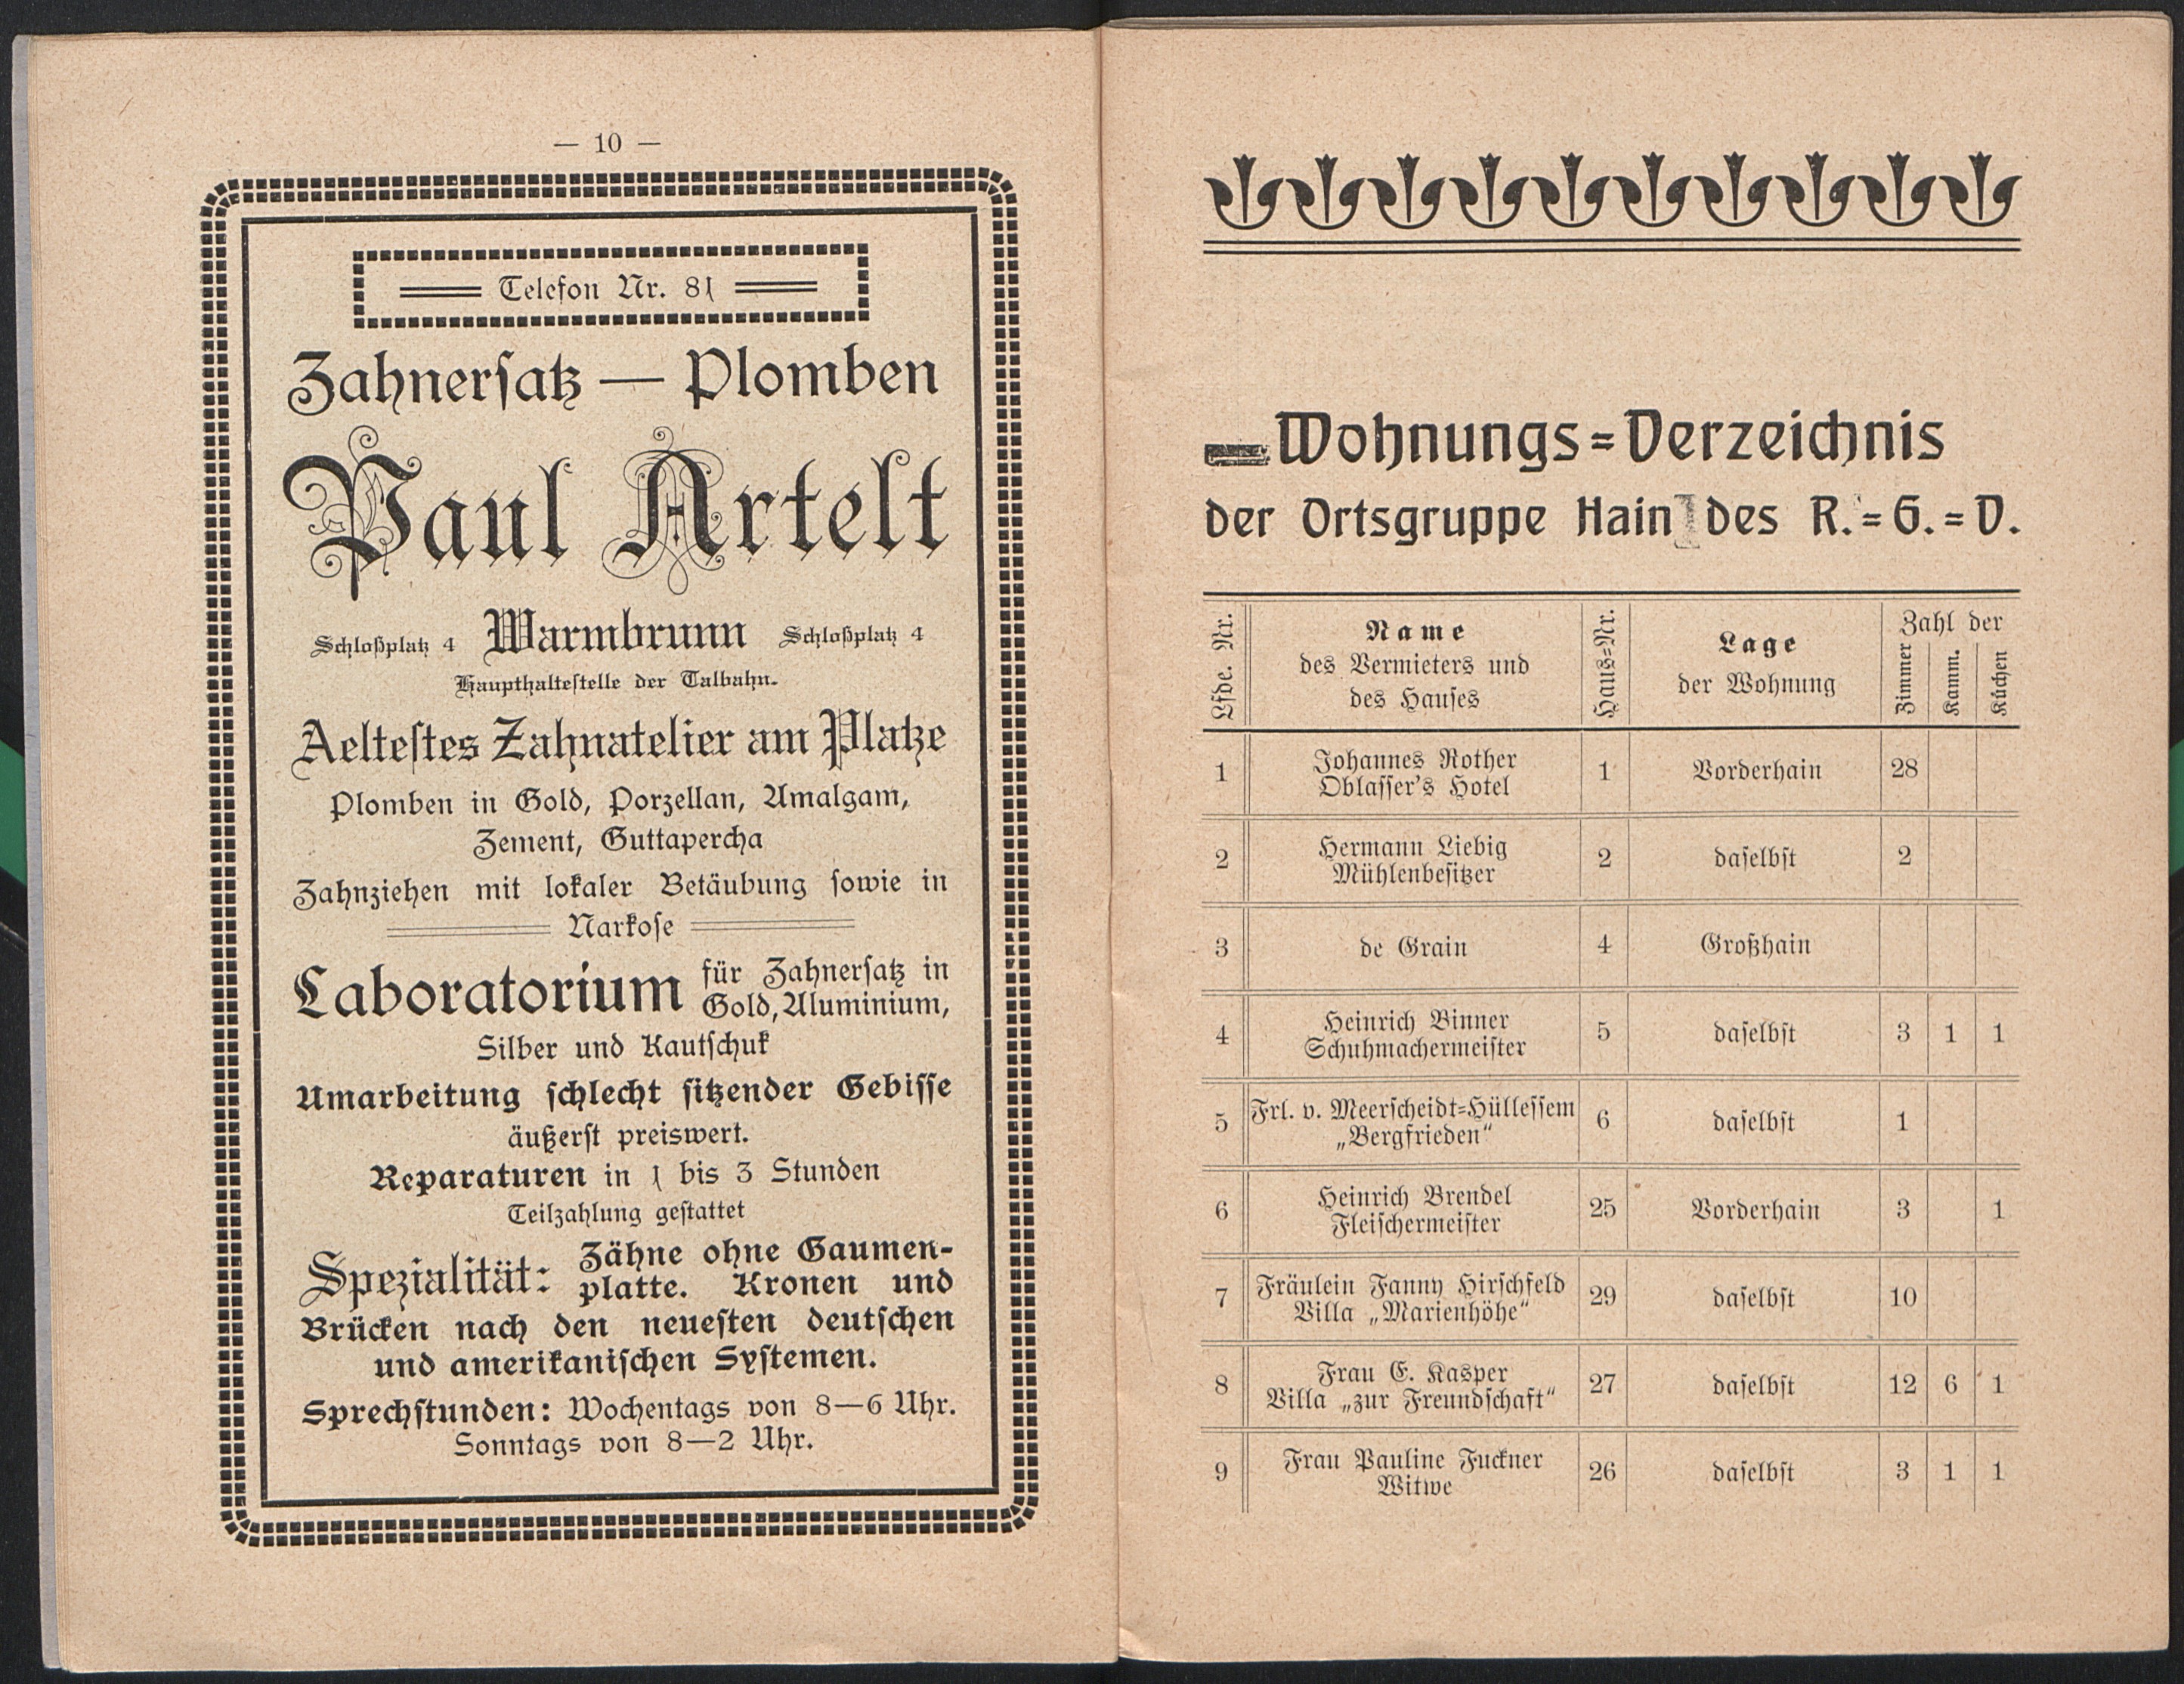 — 10 —
Telefon Nr. 81
Zahnersatz — Plomben
Paul Artelt
Schloßplatz 4 Warmbrunn Schloßplatz 4
Haupthaltestelle der Talbahn.
Aeltestes Zahnatelier am Platze
Plomben in Gold, Porzellan, Amalgam,
Zement, Guttapercha
Zahnziehen mit lokaler Betäubung sowie in
Narkose
Laboratorium für Zahnersatz in
Gold, Aluminium,
Silber und Kautschuk
Umarbeitung schlecht sitzender Gebisse
äußerst preiswert.
Reparaturen in 1 bis 3 Stunden
Teilzahlung gestattet
Spezialität: Zähne ohne Gaumen-
platte. Kronen und
Brücken nach den neuesten deutschen
und amerikanischen Systemen.
Sprechstunden: Wochentags von 8—6 Uhr.
Sonntags von 8—2 Uhr.
Wohnungs=Verzeichnis
der Ortsgruppe Hain des R.=G.=V.
Lfde. Nr. Name des Vermieters und des Hauses Haus=Nr. Lage der Wohnung Zahl der Zimmer Kamm. Küchen
1 Johannes Rother 1 Vorderhain 28
Oblasser's Hotel
2 Hermann Liebig 2 daselbst 2
Mühlenbesitzer
3 de Grain 4 Großhain
4 Heinrich Binner 5 daselbst 3 1 1
Schuhmachermeister
5 Frl. v. Meerscheidt=Hüllessem 6 daselbst 1
„Bergfrieden“
6 Heinrich Brendel 25 Vorderhain 3 1
Fleischermeister
7 Fräulein Fanny Hirschfeld 29 daselbst 10
Villa „Marienhöhe“
8 Frau E. Kasper 27 daselbst 12 6 1
Villa „zur Freundschaft“
9 Frau Pauline Fuckner 26 daselbst 3 1 1
Witwe